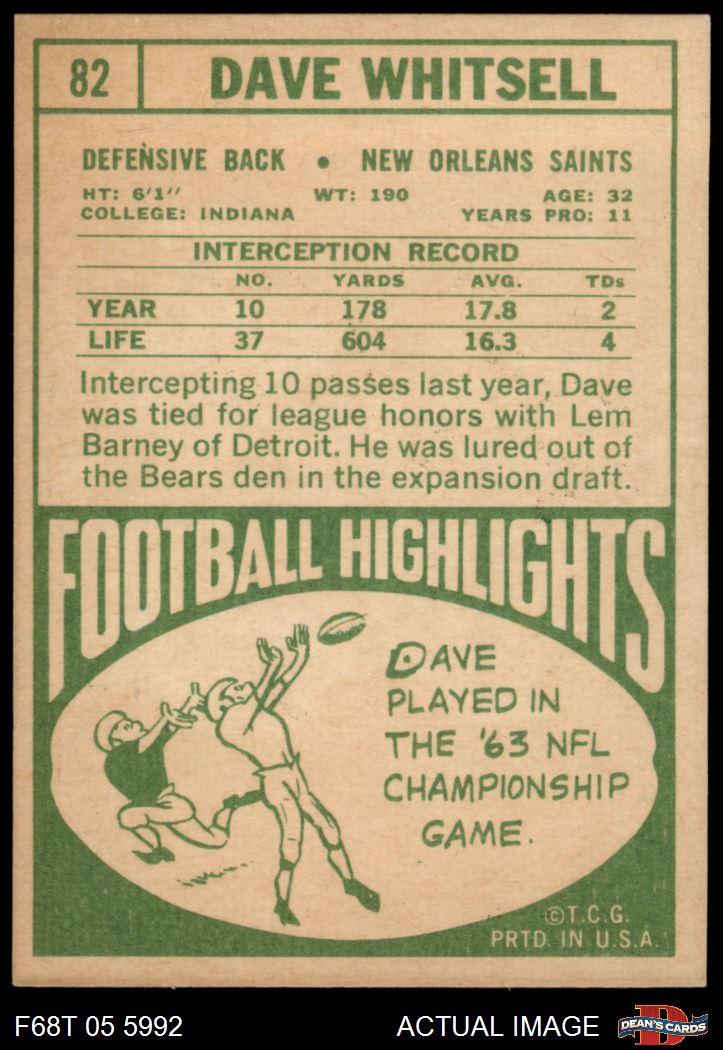 82 DAVE WHITSELL
DEFENSIVE BACK • NEW ORLEANS SAINTS
HT: 6'1" WT: 190 AGE: 32
COLLEGE: INDIANA YEARS PRO: 11
INTERCEPTION RECORD
NO. YARDS AVG. TDs
YEAR 10 178 17.8 2
LIFE 37 604 16.3 4
Intercepting 10 passes last year, Dave
was tied for league honors with Lem
Barney of Detroit. He was lured out of
the Bears den in the expansion draft.
FOOTBALL HIGHLIGHTS
DAVE
PLAYED IN
THE '63 NFL
CHAMPIONSHIP
GAME.
©T.C.G.
PRTD. IN U.S.A.
F68T 05 5992 ACTUAL IMAGE D DEAN'S CARDS